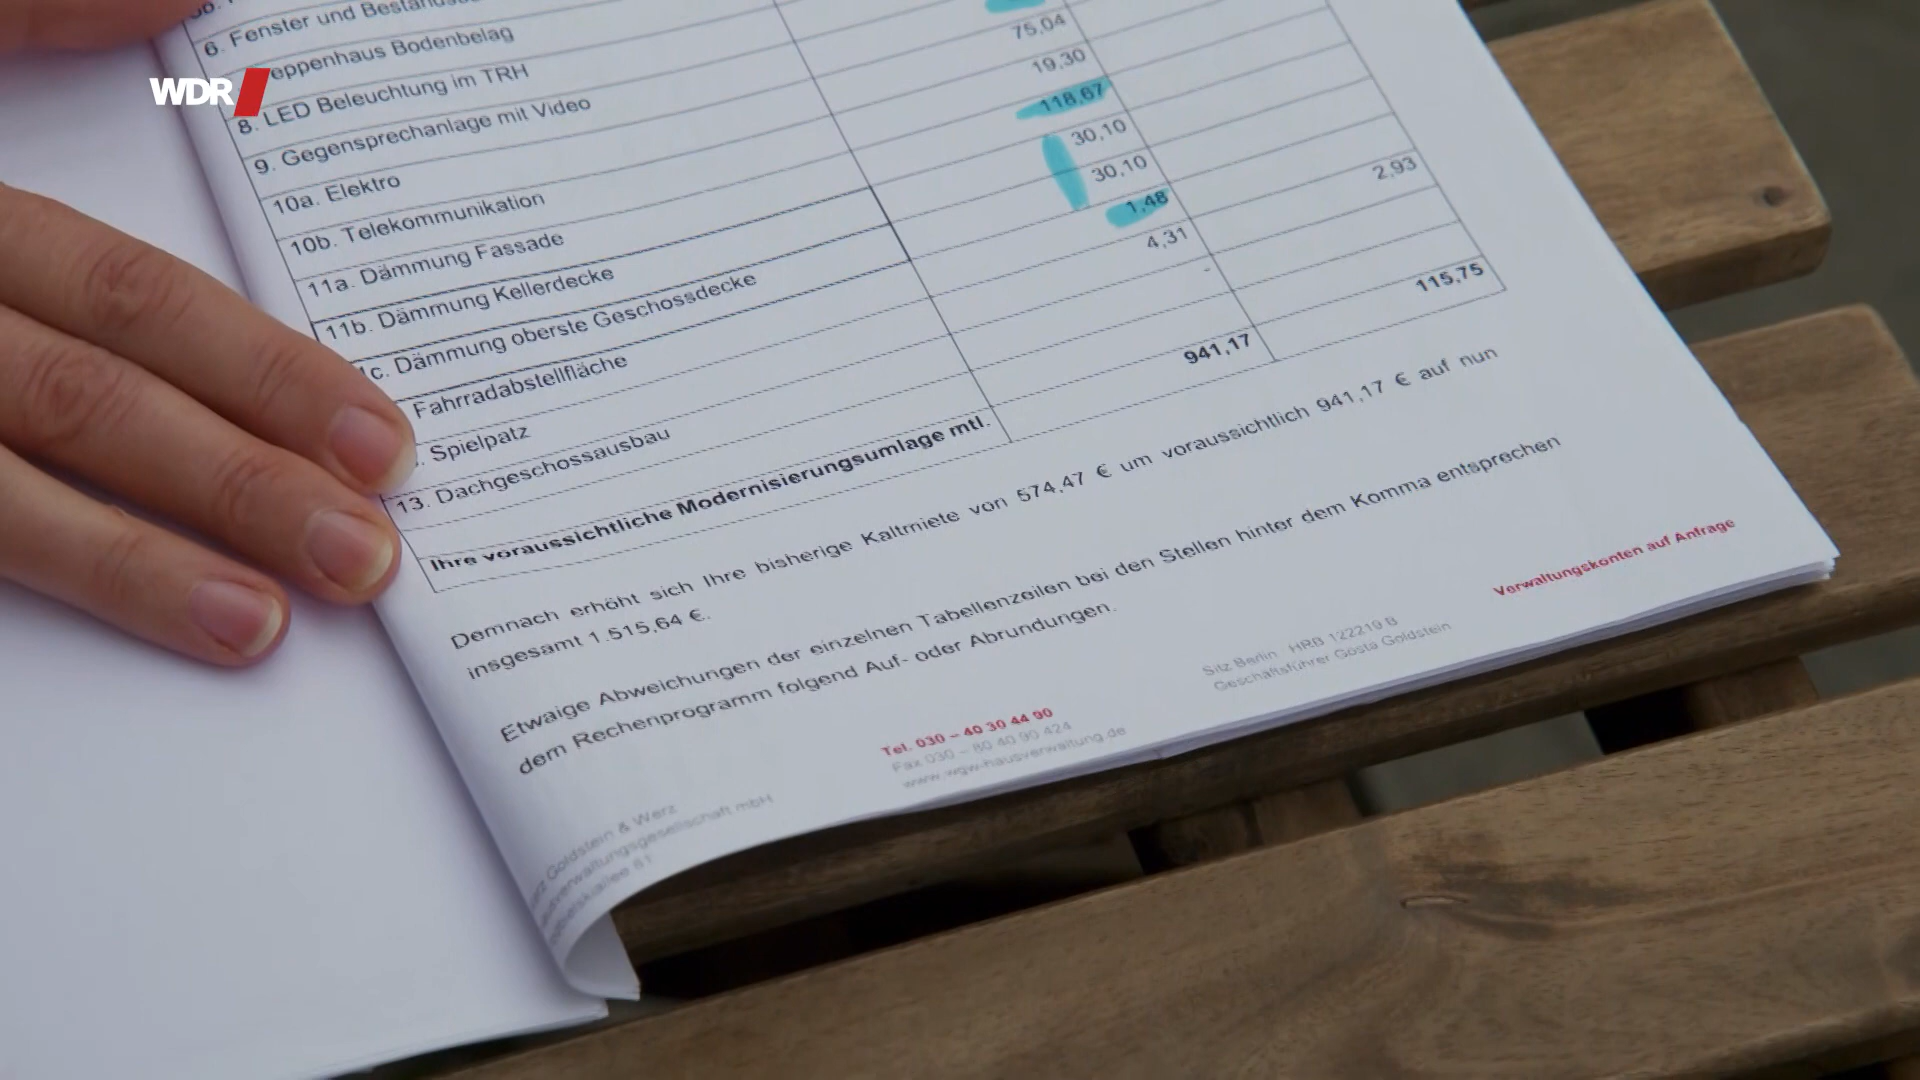 6. Fenster und
eppenhaus Bodenbelag 75,04
8. LED Beleuchtung im TRH 19,30
9. Gegensprechanlage mit Video 118,67
10a. Elektro 30,10
10b. Telekommunikation 30,10
11a. Dämmung Fassade 1,48 2,93
11b. Dämmung Kellerdecke 4,31
1c. Dämmung oberste Geschossdecke -
Fahrradabstellfläche
. Spielpatz
13. Dachgeschossausbau
Ihre voraussichtliche Modernisierungsumlage mtl. 941,17 115,75
Demnach erhöht sich Ihre bisherige Kaltmiete von 574,47 € um voraussichtlich 941,17 € auf nun
insgesamt 1.515,64 €.
Etwaige Abweichungen der einzelnen Tabellenzeilen bei den Stellen hinter dem Komma entsprechen
dem Rechenprogramm folgend Auf- oder Abrundungen.
Goldstein & Werz
verwaltungsgesellschaft mbH
Tel. 030 – 40 30 44 00
Fax 030 – 80 40 90 424
www.wgw-hausverwaltung.de
Sitz Berlin HRB 122219 B
Geschäftsführer Gösta Goldstein
Verwaltungskonten auf Anfrage
WDR